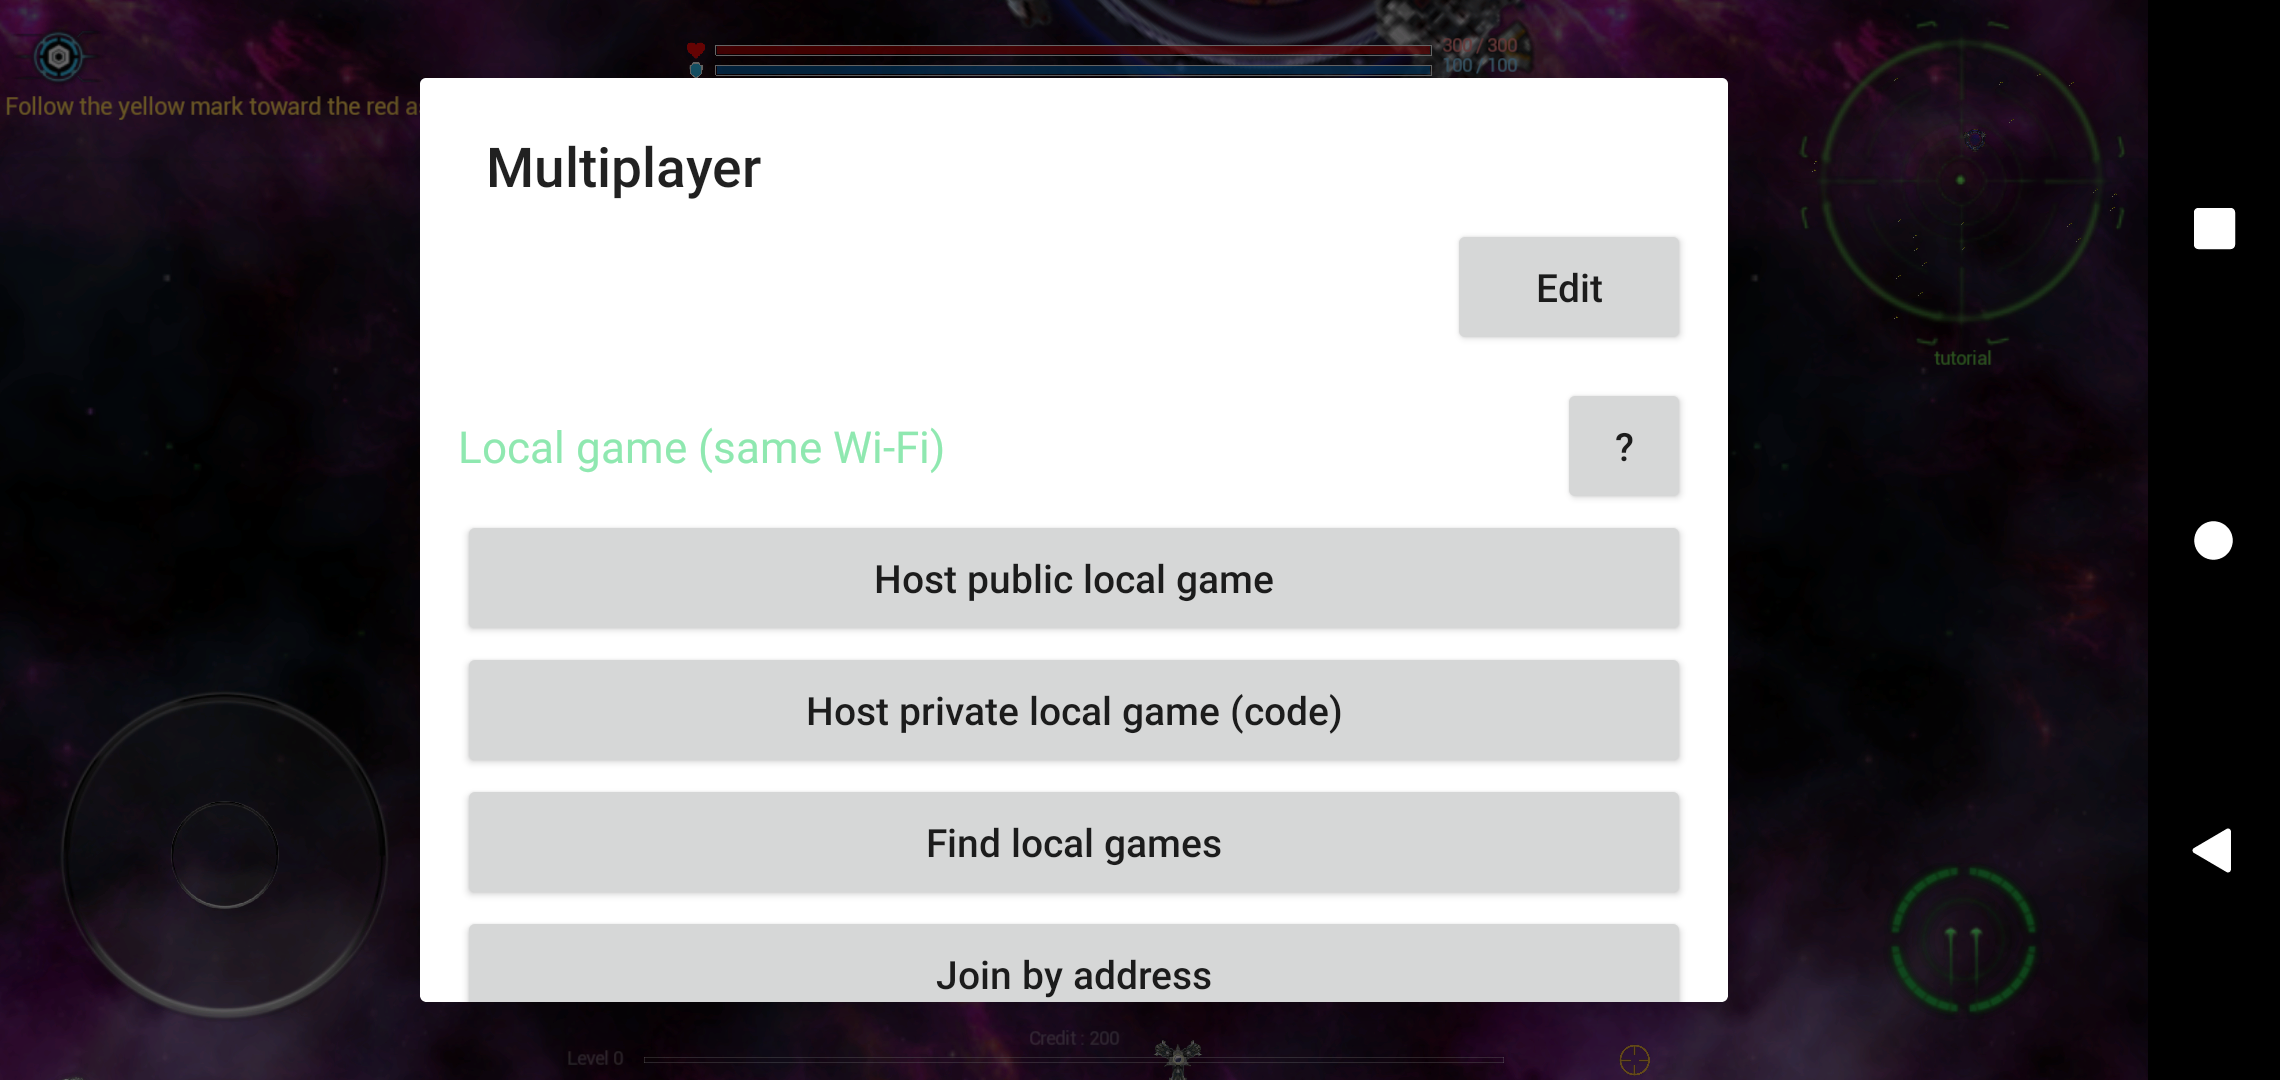 300 / 300
100 / 100
Follow the yellow mark toward the red a
Multiplayer
Edit
tutorial
Local game (same Wi-Fi)
?
Host public local game
Host private local game (code)
Find local games
Join by address
Credit : 200
Level 0